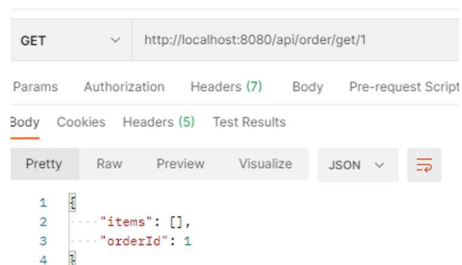 GET http://localhost:8080/api/order/get/1
Params Authorization Headers (7) Body Pre-request Script
Body Cookies Headers (5) Test Results
Pretty Raw Preview Visualize JSON
1 {
2 "items": [],
3 "orderId": 1
4 }